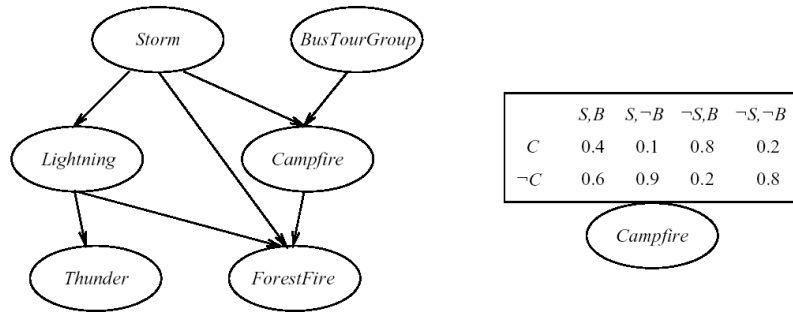 Storm
BusTourGroup
Lightning
Campfire
Thunder
ForestFire
S,B S,¬B ¬S,B ¬S,¬B
C 0.4 0.1 0.8 0.2
¬C 0.6 0.9 0.2 0.8
Campfire